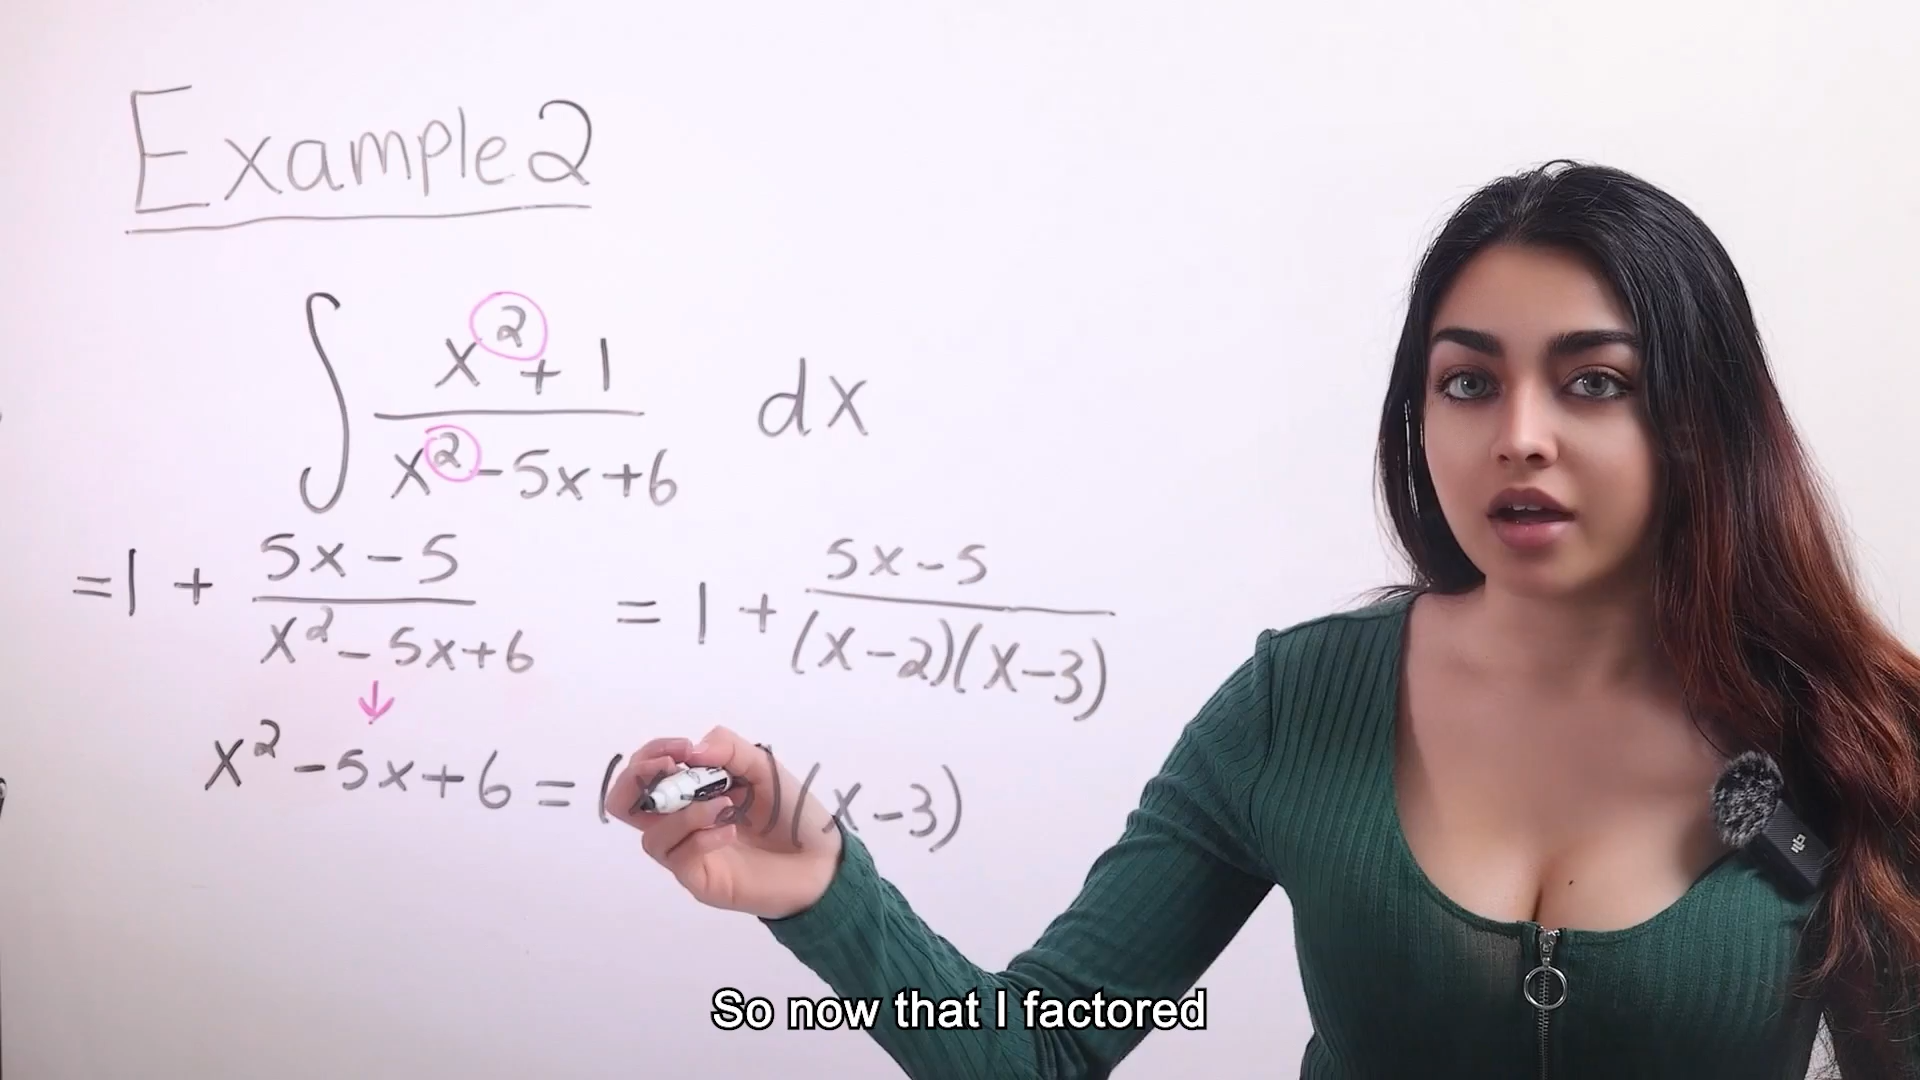 Example 2
∫ x² + 1 / x² - 5x + 6 dx
= 1 + 5x - 5 / x² - 5x + 6 = 1 + 5x - 5 / (x - 2)(x - 3)
↓
x² - 5x + 6 = ( 2)(x - 3)
So now that I factored